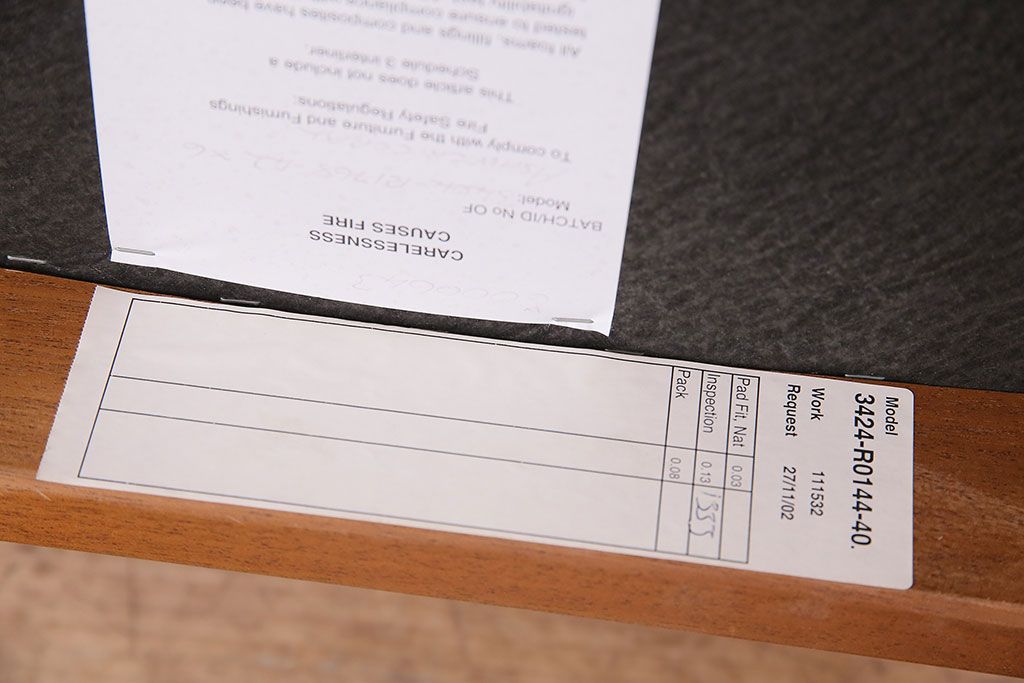 CARELESSNESS
CAUSES FIRE
BATCH/ID No OF
Model:
To comply with the Furniture and Furnishings
Fire Safety Regulations:
This article does not include a
Schedule 3 interliner.
All foams, fillings and composites have been
tested to ensure compliance with
ignitability
Model
3424-R0144-40.
Work 111532
Request 27/11/02
Pad Fit, Nat 0.03
Inspection 0.13
Pack 0.08